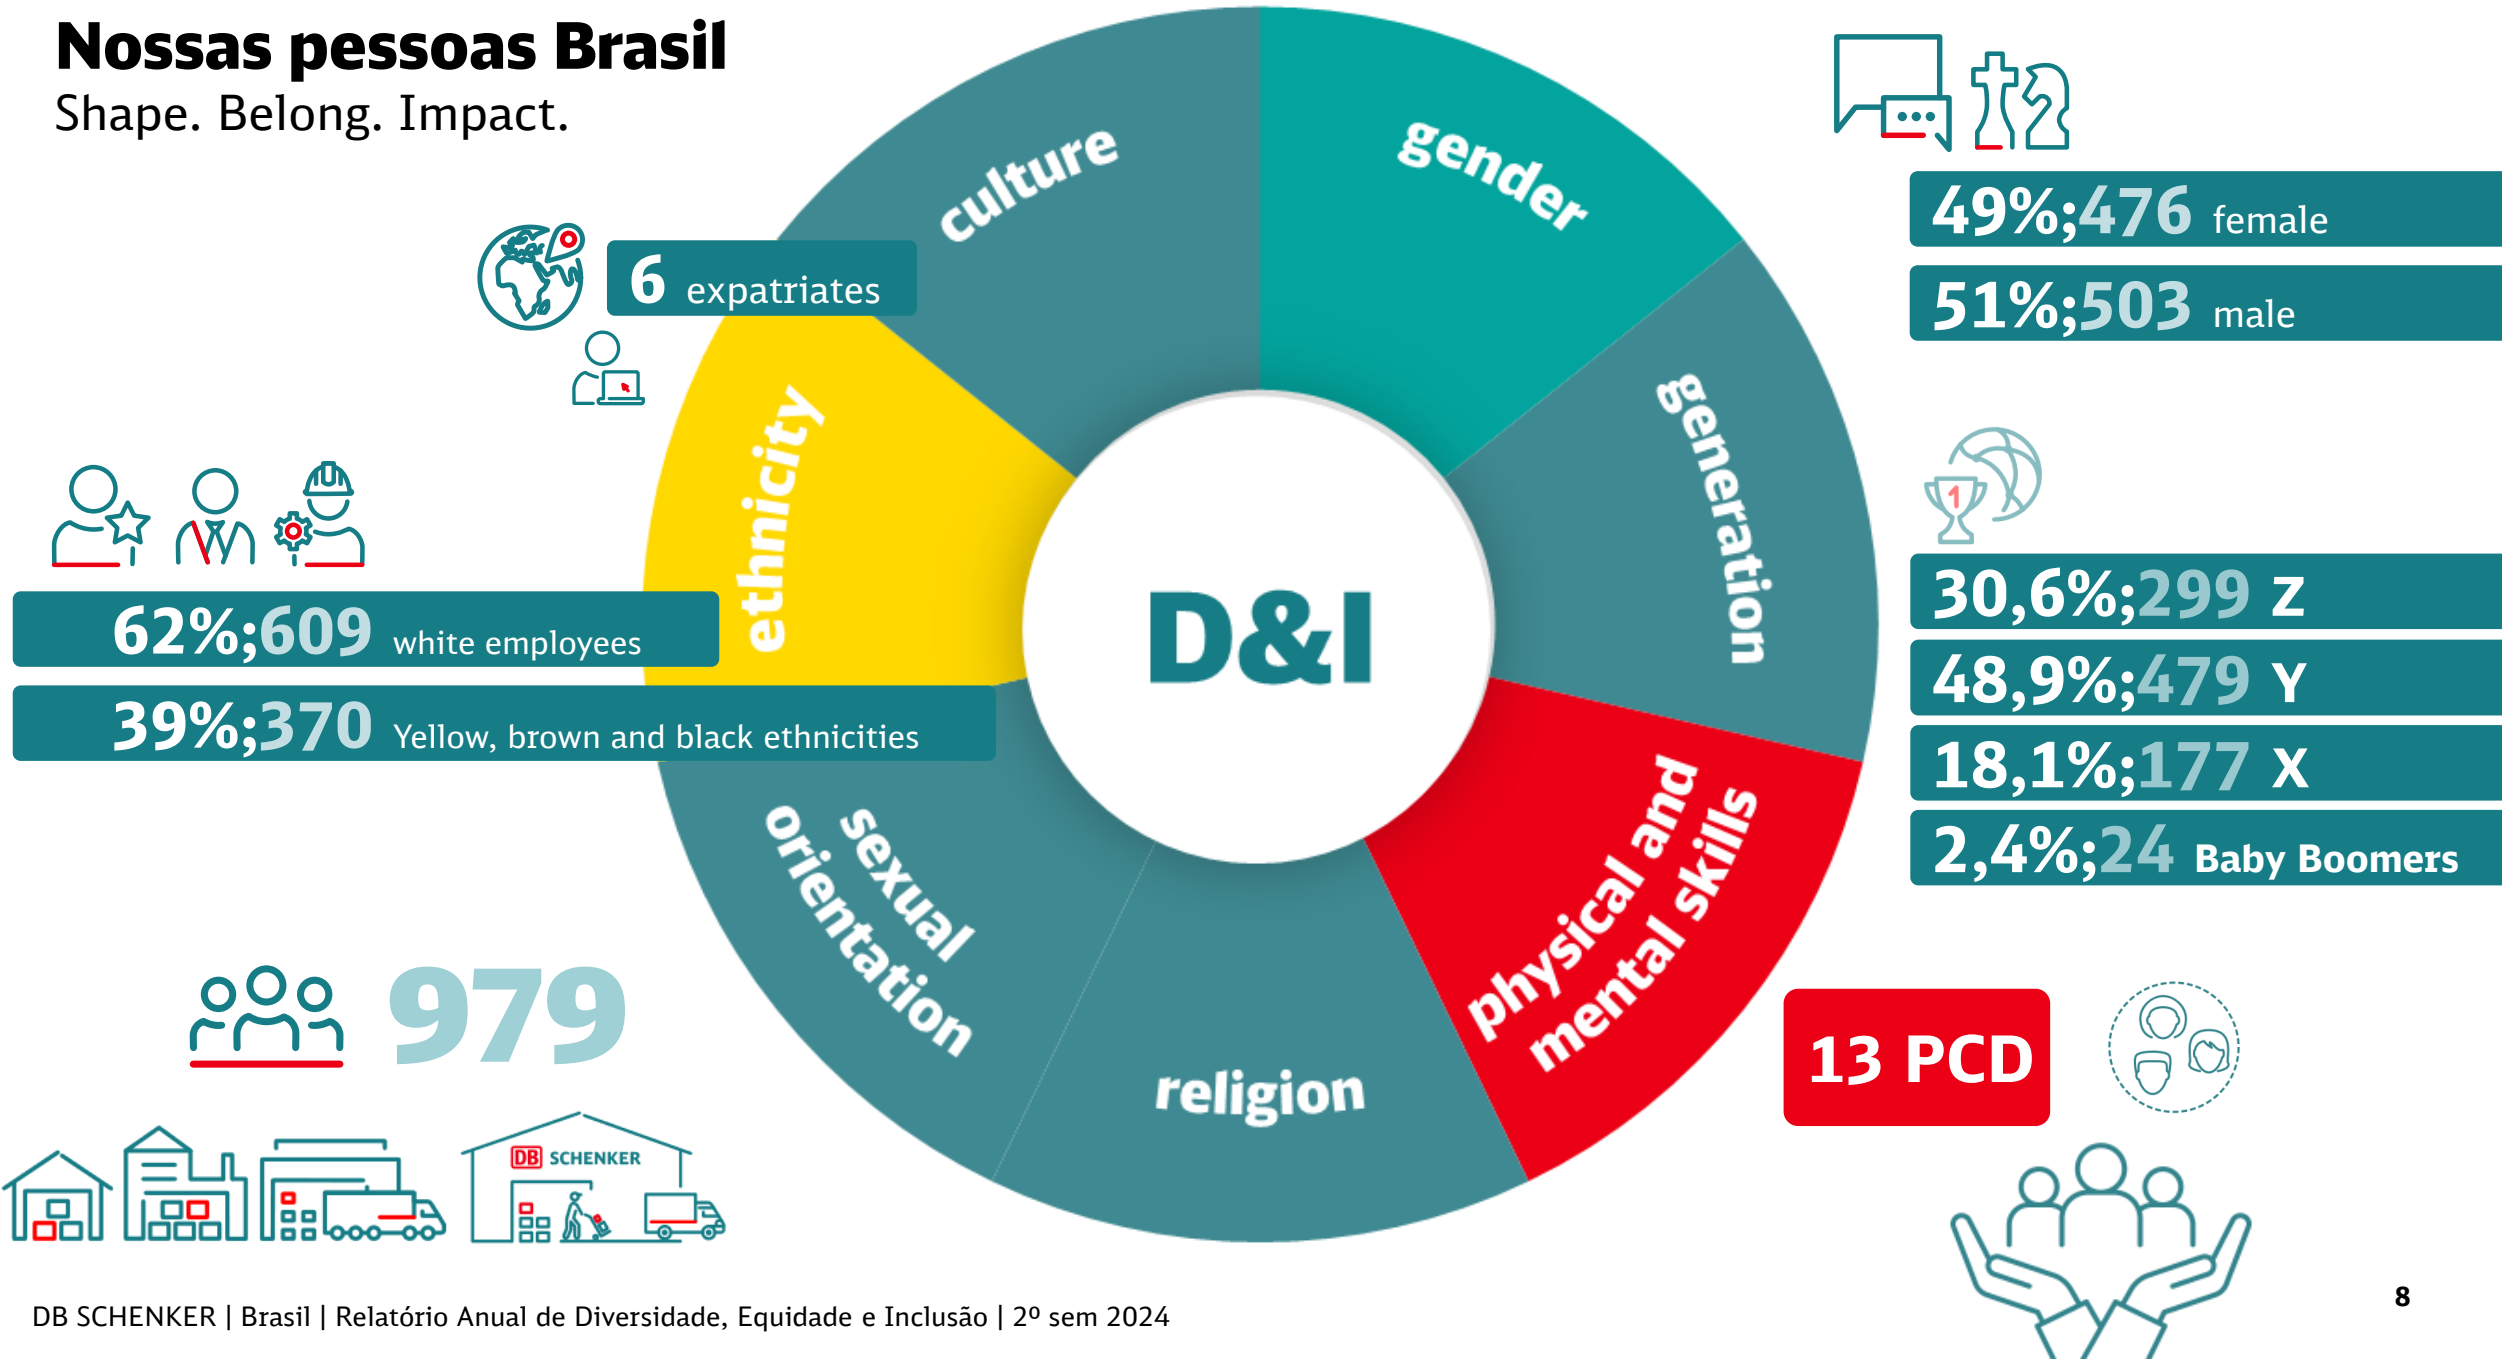 Nossas pessoas Brasil
Shape. Belong. Impact.
culture
gender
generation
physical and
mental skills
religion
sexual
orientation
ethnicity
D&I
6 expatriates
62%;609 white employees
39%;370 Yellow, brown and black ethnicities
979
DB SCHENKER
49%;476 female
51%;503 male
1
30,6%;299 Z
48,9%;479 Y
18,1%;177 X
2,4%;24 Baby Boomers
13 PCD
DB SCHENKER | Brasil | Relatório Anual de Diversidade, Equidade e Inclusão | 2º sem 2024
8